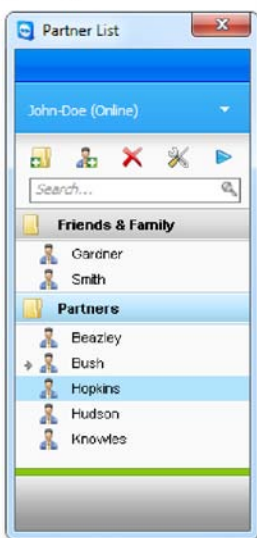 Partner List
John-Doe (Online)
Search...
Friends & Family
Gardner
Smith
Partners
Beazley
Bush
Hopkins
Hudson
Knowles